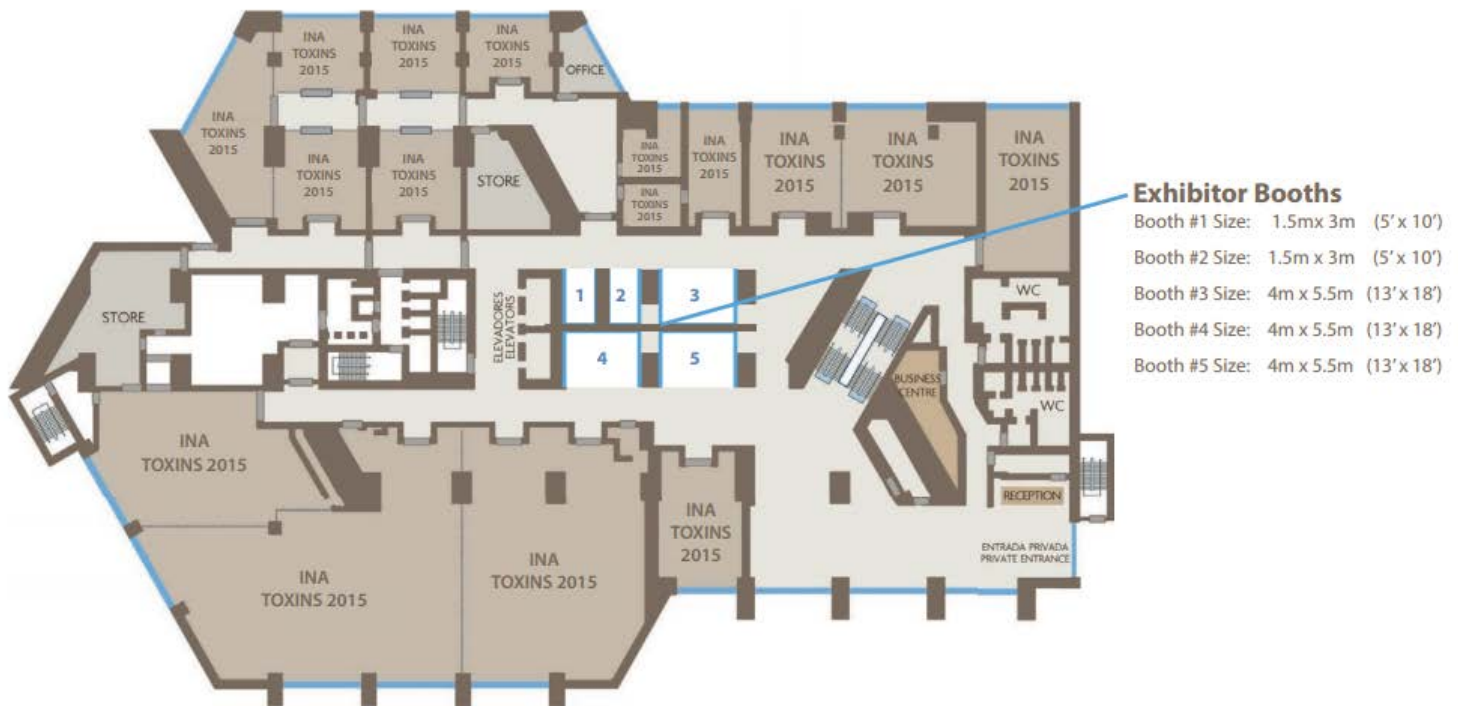 INA
TOXINS
2015
INA
TOXINS
2015
INA
TOXINS
2015
OFFICE
INA
TOXINS
2015
INA
TOXINS
2015
INA
TOXINS
2015
STORE
INA
TOXINS
2015
INA
TOXINS
2015
INA
TOXINS
2015
INA
TOXINS
2015
INA
TOXINS
2015
INA
TOXINS
2015
INA
TOXINS
2015
Exhibitor Booths
Booth #1 Size: 1.5mx 3m (5' x 10')
Booth #2 Size: 1.5m x 3m (5' x 10')
Booth #3 Size: 4m x 5.5m (13' x 18')
Booth #4 Size: 4m x 5.5m (13' x 18')
Booth #5 Size: 4m x 5.5m (13' x 18')
STORE
ELEVADORES
ELEVATORS
1
2
3
4
5
WC
BUSINESS
CENTRE
WC
INA
TOXINS 2015
INA
TOXINS 2015
INA
TOXINS 2015
INA
TOXINS
2015
RECEPTION
ENTRADA PRIVADA
PRIVATE ENTRANCE